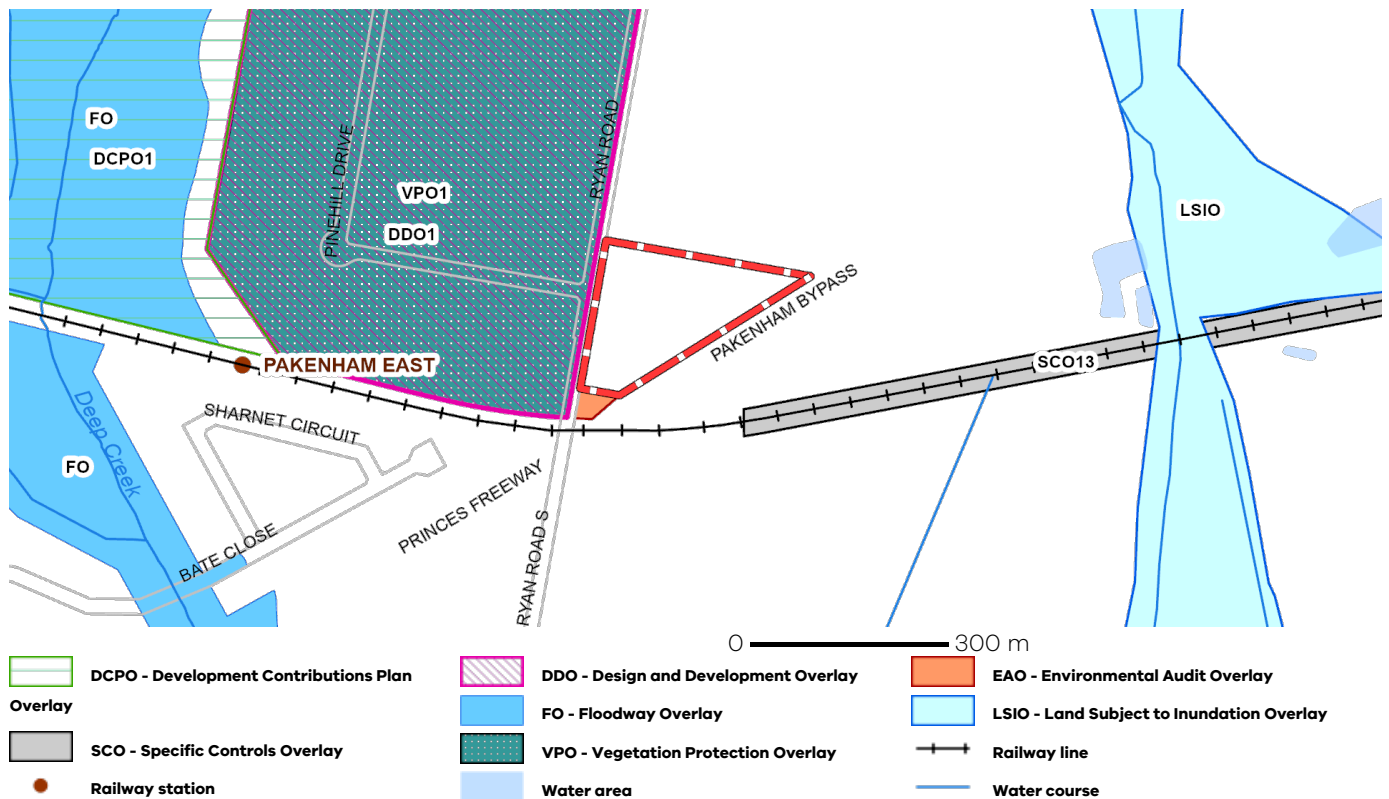 FO
DCPO1
PINEHILL DRIVE
VPO1
DDO1
RYAN ROAD
LSIO
PAKENHAM BYPASS
SCO13
PAKENHAM EAST
Deep Creek
SHARNET CIRCUIT
FO
PRINCES FREEWAY
BATE CLOSE
RYAN ROAD S
0 300 m
DCPO - Development Contributions Plan
Overlay
SCO - Specific Controls Overlay
Railway station
DDO - Design and Development Overlay
FO - Floodway Overlay
VPO - Vegetation Protection Overlay
Water area
EAO - Environmental Audit Overlay
LSIO - Land Subject to Inundation Overlay
Railway line
Water course